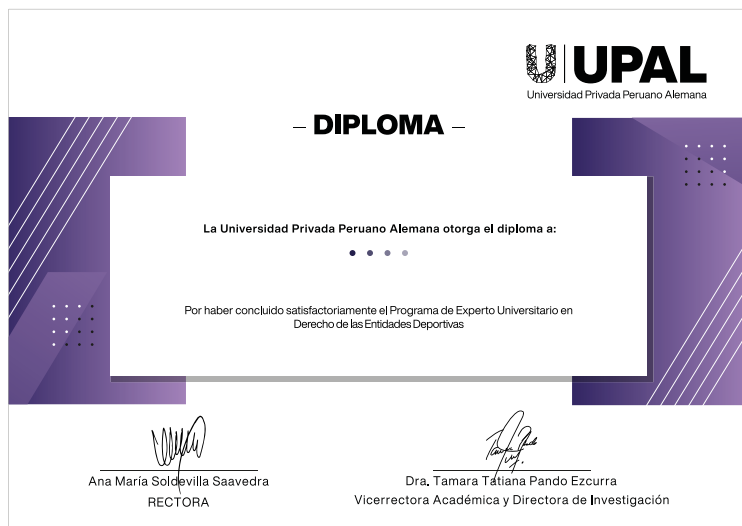 UPAL
Universidad Privada Peruano Alemana
– DIPLOMA –
La Universidad Privada Peruano Alemana otorga el diploma a:
Por haber concluido satisfactoriamente el Programa de Experto Universitario en
Derecho de las Entidades Deportivas
Ana María Soldevilla Saavedra
RECTORA
Dra. Tamara Tatiana Pando Ezcurra
Vicerrectora Académica y Directora de Investigación